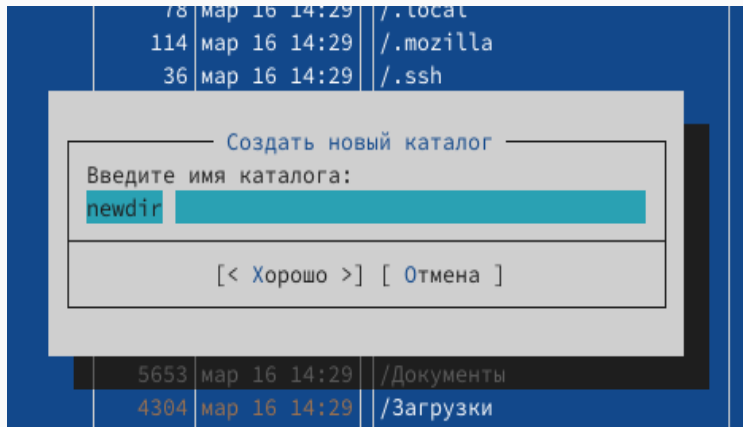 78 мар 16 14:29 /.local
114 мар 16 14:29 /.mozilla
36 мар 16 14:29 /.ssh
Создать новый каталог
Введите имя каталога:
newdir
[< Хорошо >] [ Отмена ]
5653 мар 16 14:29 /Документы
4304 мар 16 14:29 /Загрузки